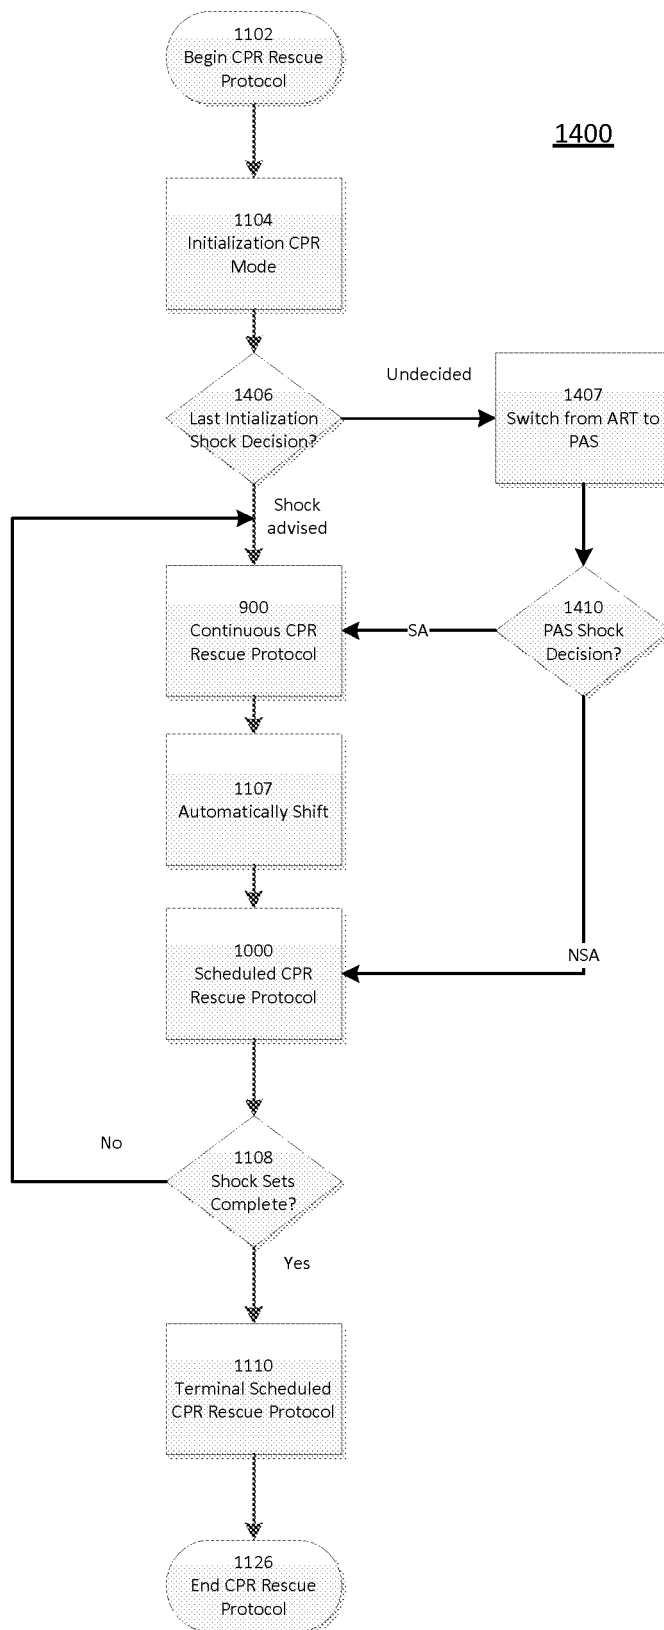 1102
Begin CPR Rescue
Protocol
1400
1104
Initialization CPR
Mode
1406
Last Intialization
Shock Decision?
Undecided
1407
Switch from ART to
PAS
Shock
advised
900
Continuous CPR
Rescue Protocol
SA
1410
PAS Shock
Decision?
1107
Automatically Shift
1000
Scheduled CPR
Rescue Protocol
NSA
No
1108
Shock Sets
Complete?
Yes
1110
Terminal Scheduled
CPR Rescue Protocol
1126
End CPR Rescue
Protocol